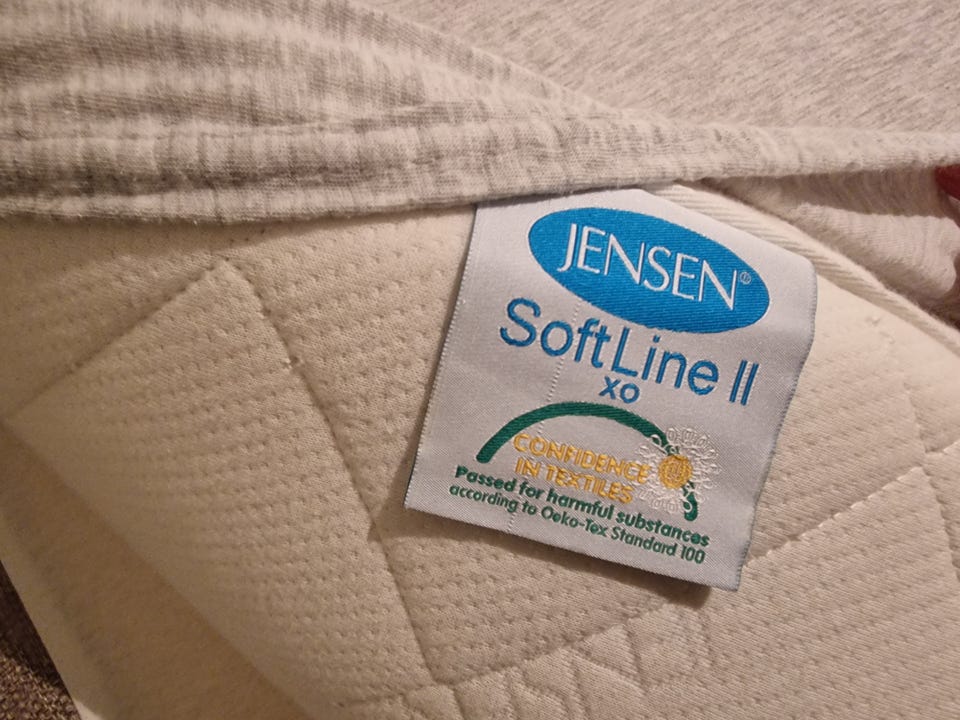 JENSEN®
SoftLine II
XO
CONFIDENCE
IN TEXTILES
Passed for harmful substances
according to Oeko-Tex Standard 100